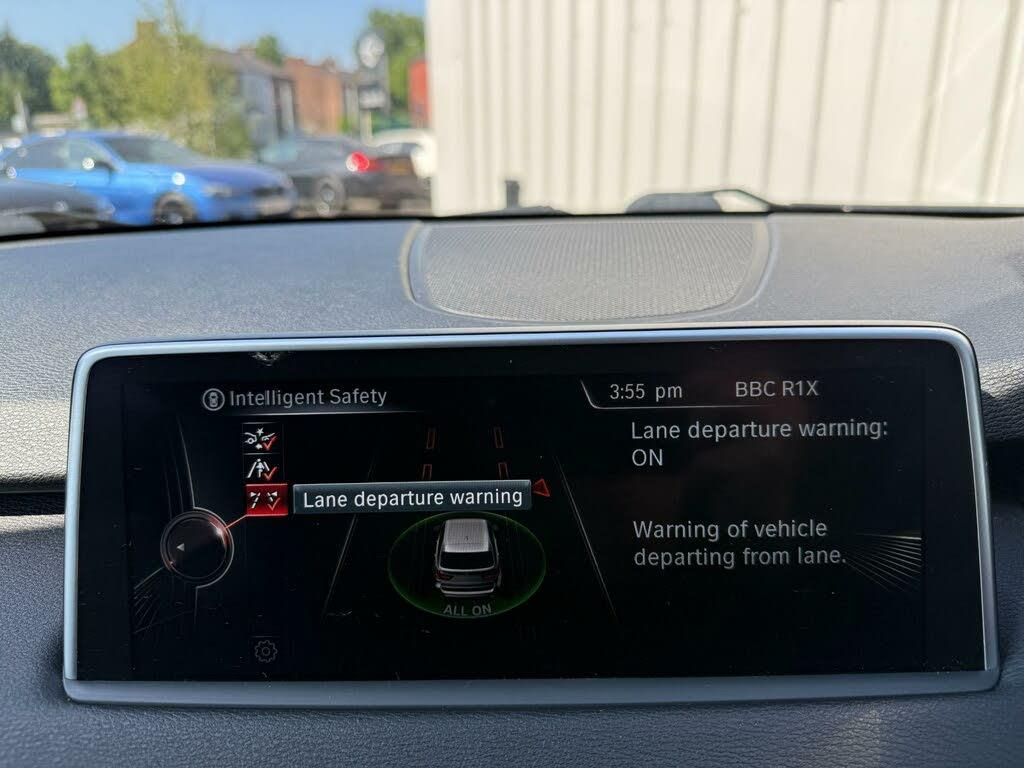 Intelligent Safety
3:55 pm
BBC R1X
Lane departure warning:
ON
Lane departure warning
Warning of vehicle
departing from lane.
ALL ON